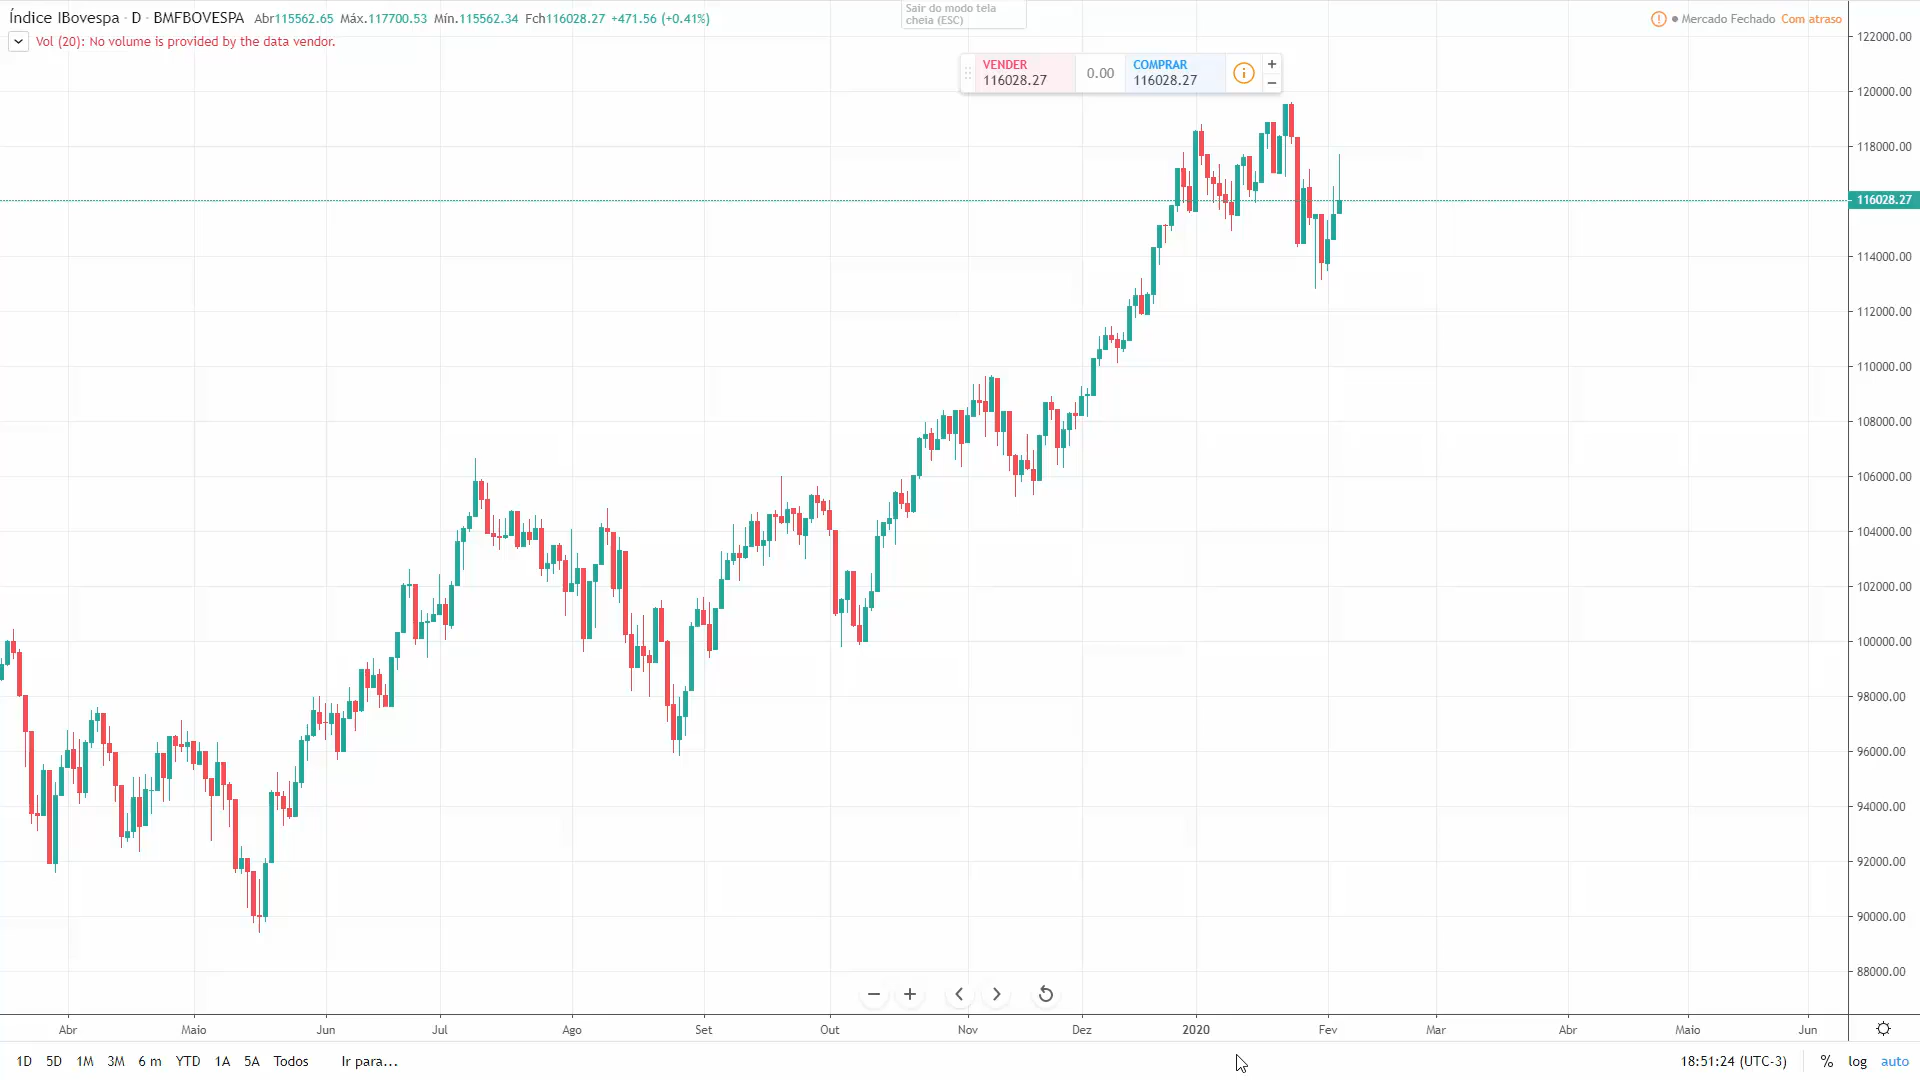 Índice IBovespa · D · BMFBOVESPA Abr115562.65 Máx.117700.53 Mín.115562.34 Fch116028.27 +471.56 (+0.41%)
Sair do modo tela
cheia (ESC)
Mercado Fechado Com atraso
Vol (20): No volume is provided by the data vendor.
VENDER
116028.27
0.00
COMPRAR
116028.27
122000.00
120000.00
118000.00
116028.27
114000.00
112000.00
110000.00
108000.00
106000.00
104000.00
102000.00
100000.00
98000.00
96000.00
94000.00
92000.00
90000.00
88000.00
Abr Maio Jun Jul Ago Set Out Nov Dez 2020 Fev Mar Abr Maio Jun
1D 5D 1M 3M 6 m YTD 1A 5A Todos Ir para... 18:51:24 (UTC-3) % log auto